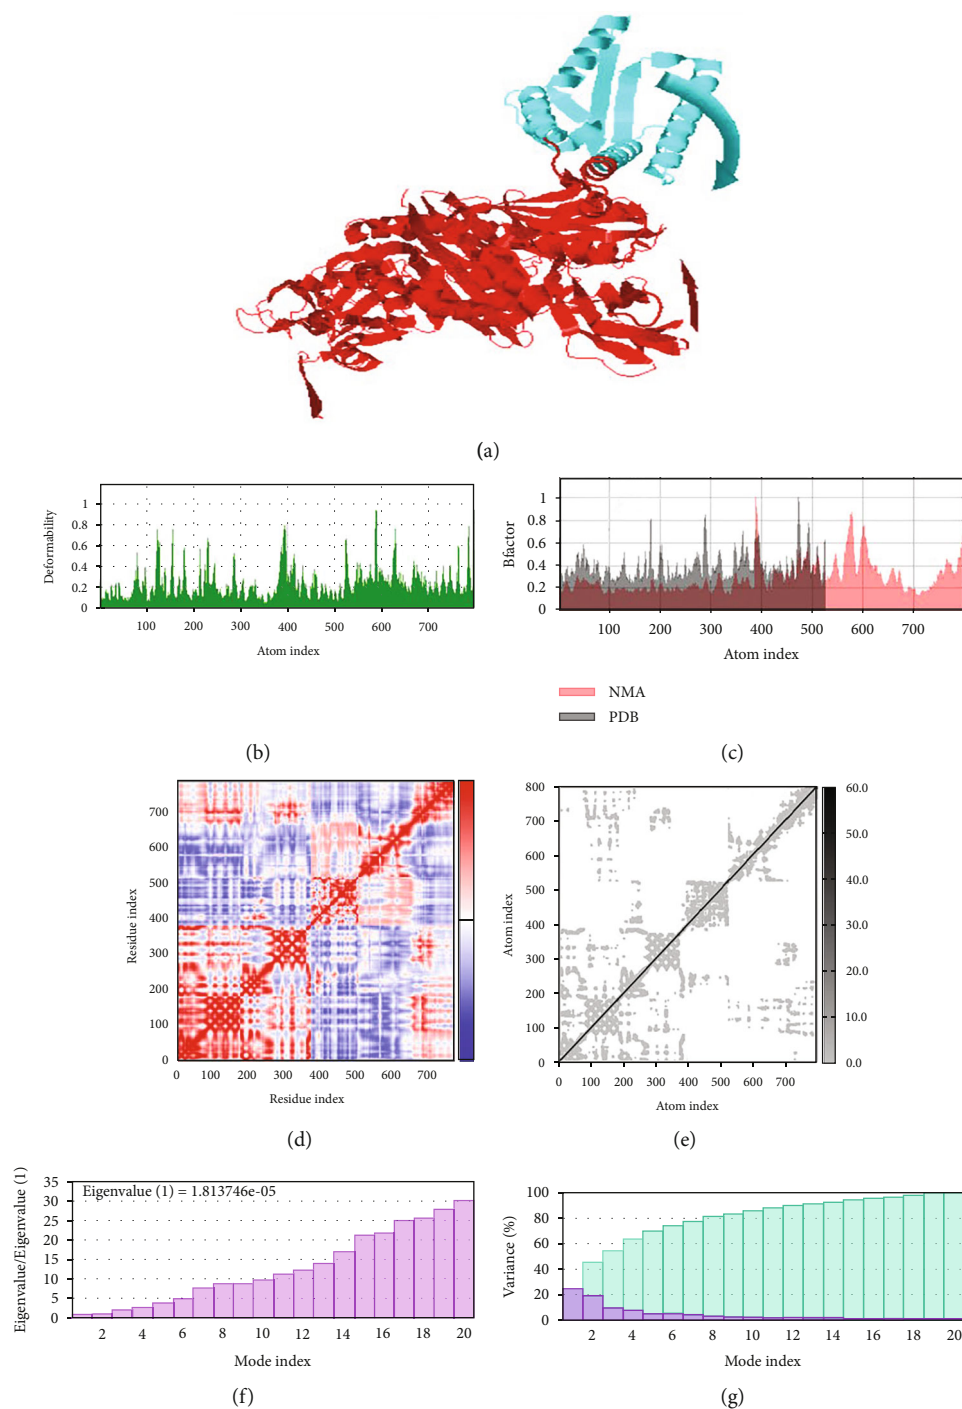 (a)
Deformability
1
0.8
0.6
0.4
0.2
0
100 200 300 400 500 600 700
Atom index
(b)
Bfactor
1
0.8
0.6
0.4
0.2
0
100 200 300 400 500 600 700
Atom index
NMA
PDB
(c)
Residue index
700
600
500
400
300
200
100
0
0 100 200 300 400 500 600 700
Residue index
(d)
Atom index
800
700
600
500
400
300
200
100
0
0 100 200 300 400 500 600 700
Atom index
60.0
50.0
40.0
30.0
20.0
10.0
0.0
(e)
Eigenvalue/Eigenvalue (1)
Eigenvalue (1) = 1.813746e-05
35
30
25
20
15
10
5
0
2 4 6 8 10 12 14 16 18 20
Mode index
(f)
Variance (%)
100
80
60
40
20
0
2 4 6 8 10 12 14 16 18 20
Mode index
(g)